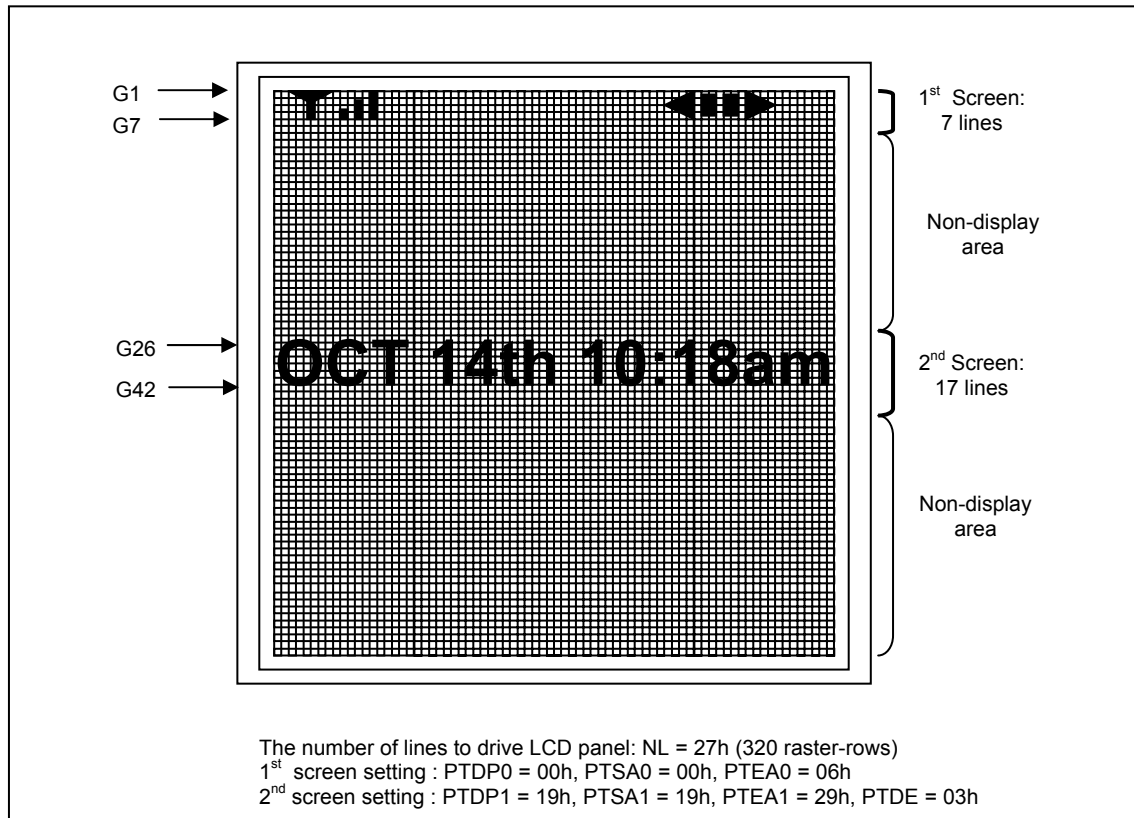 G1
G7
1st Screen:
7 lines
Non-display
area
G26
G42
OCT 14th 10:18am
2nd Screen:
17 lines
Non-display
area
The number of lines to drive LCD panel: NL = 27h (320 raster-rows)
1st screen setting : PTDP0 = 00h, PTSA0 = 00h, PTEA0 = 06h
2nd screen setting : PTDP1 = 19h, PTSA1 = 19h, PTEA1 = 29h, PTDE = 03h